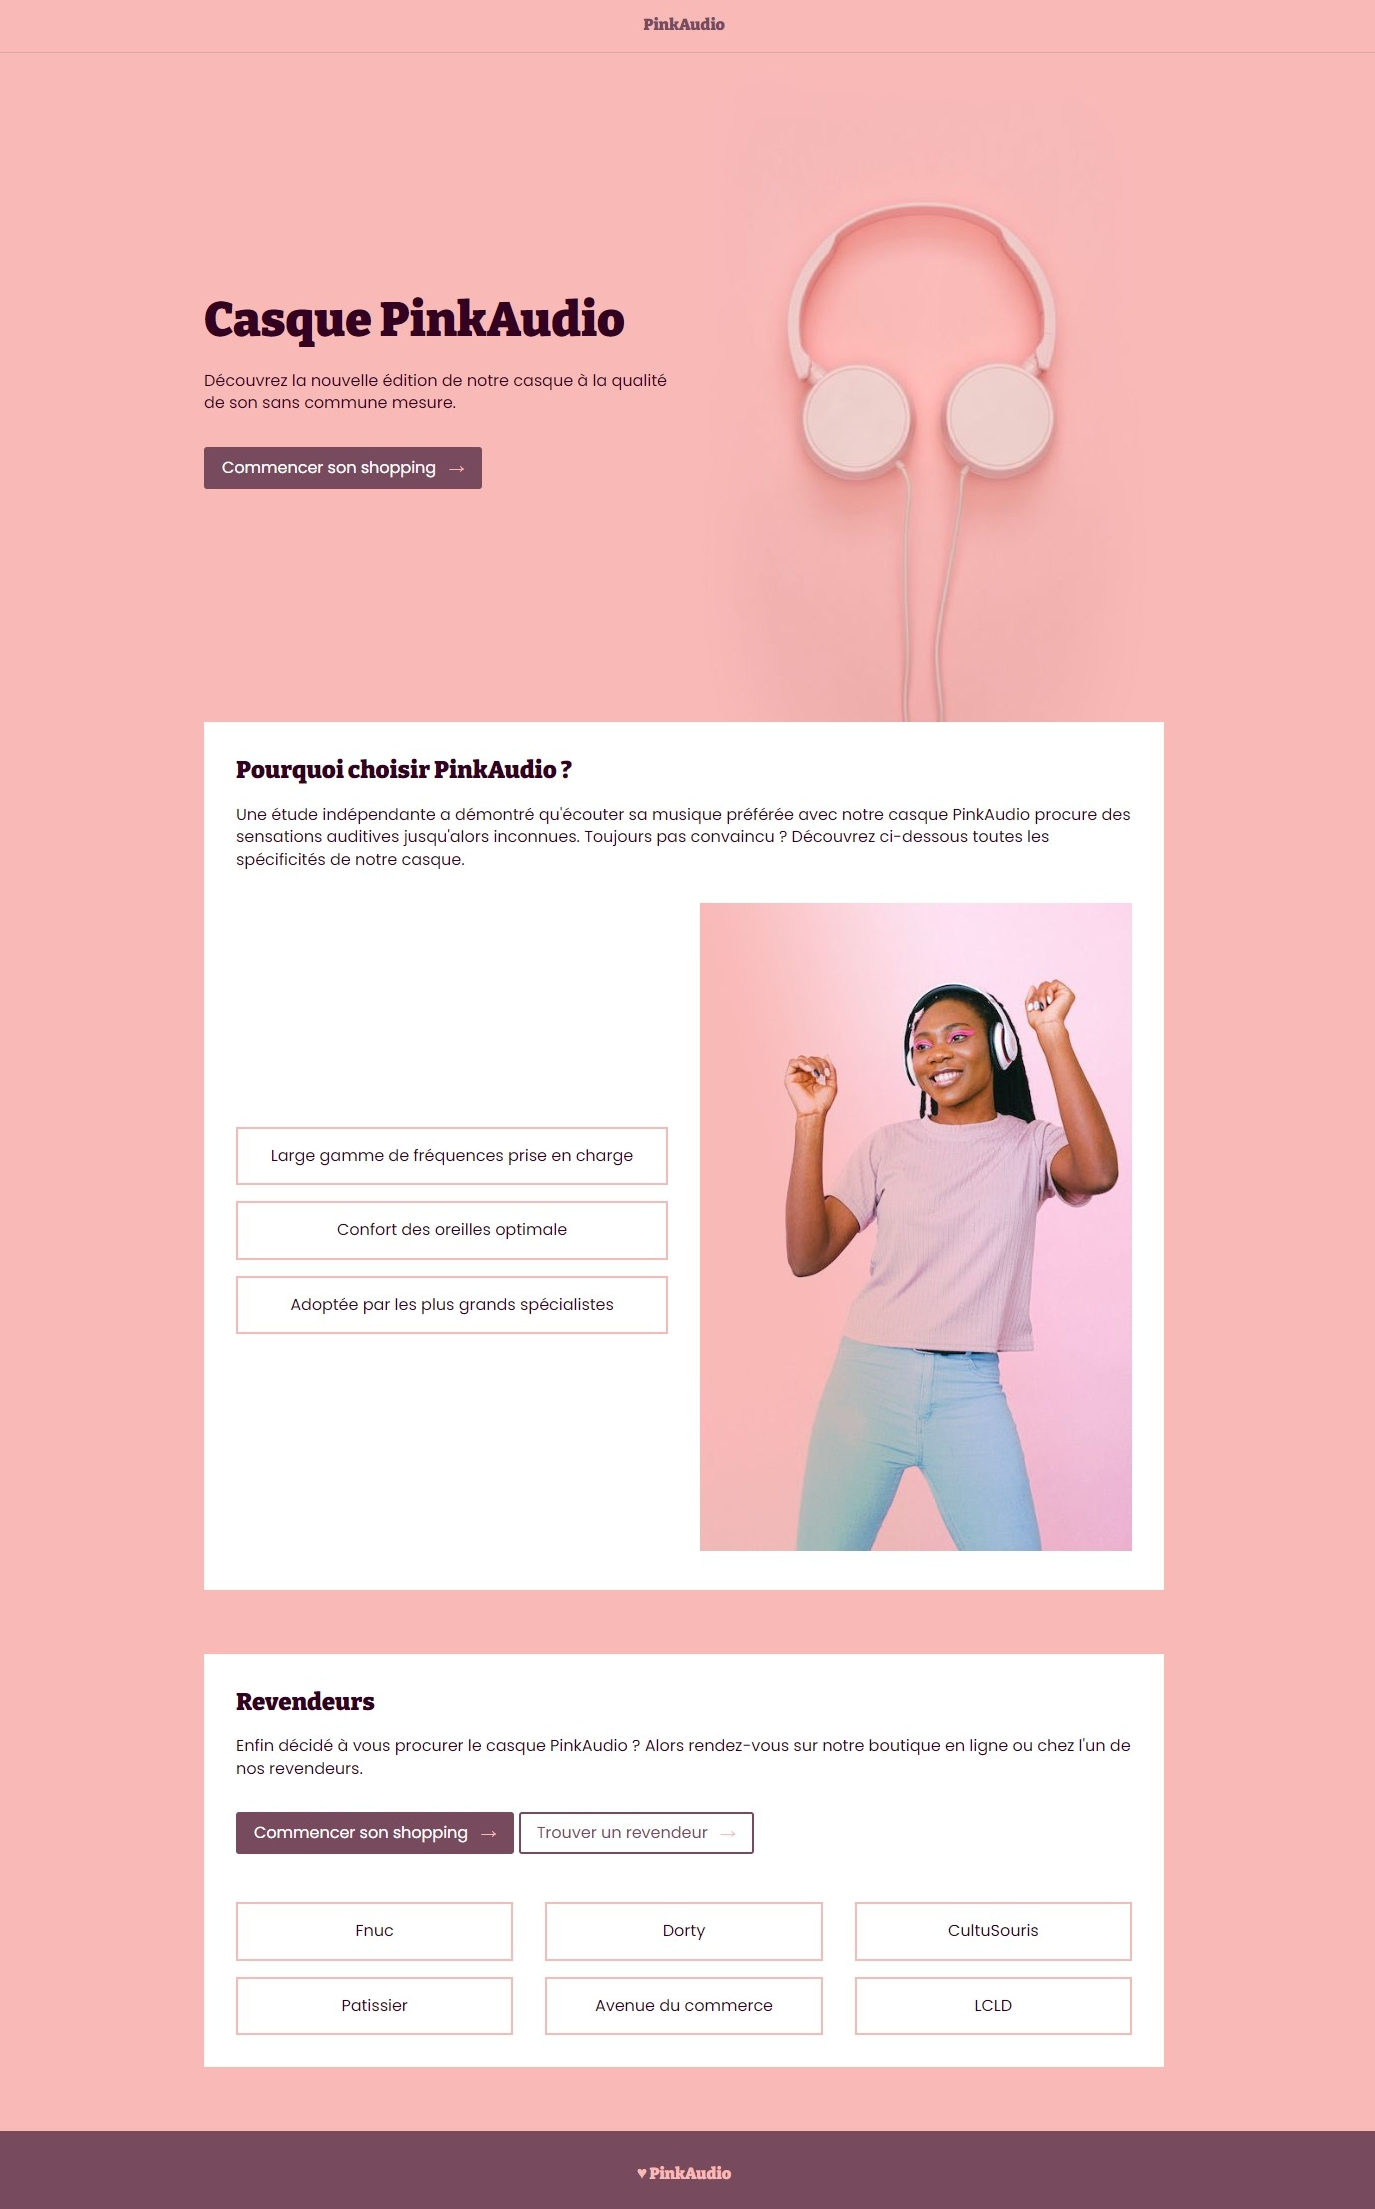 PinkAudio
Casque PinkAudio
Découvrez la nouvelle édition de notre casque à la qualité
de son sans commune mesure.
Commencer son shopping →
Pourquoi choisir PinkAudio ?
Une étude indépendante a démontré qu'écouter sa musique préférée avec notre casque PinkAudio procure des
sensations auditives jusqu'alors inconnues. Toujours pas convaincu ? Découvrez ci-dessous toutes les
spécificités de notre casque.
Large gamme de fréquences prise en charge
Confort des oreilles optimale
Adoptée par les plus grands spécialistes
Revendeurs
Enfin décidé à vous procurer le casque PinkAudio ? Alors rendez-vous sur notre boutique en ligne ou chez l'un de
nos revendeurs.
Commencer son shopping → Trouver un revendeur →
Fnuc Dorty CultuSouris
Patissier Avenue du commerce LCLD
♥ PinkAudio